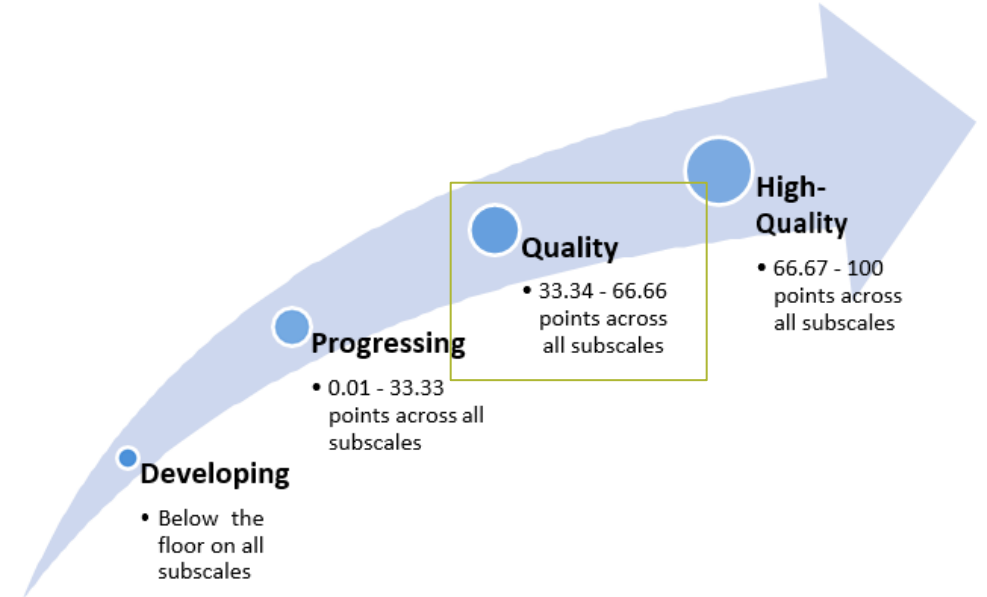 Developing
• Below the
floor on all
subscales
Progressing
• 0.01 - 33.33
points across all
subscales
Quality
• 33.34 - 66.66
points across
all subscales
High-
Quality
• 66.67 - 100
points across
all subscales